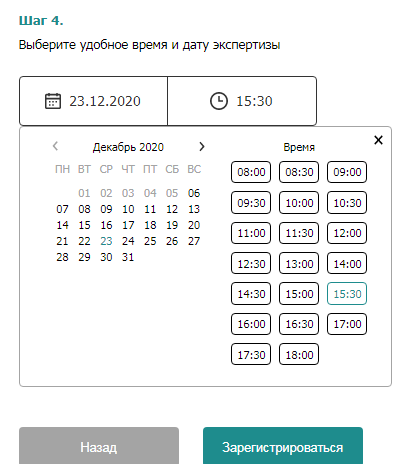 Шаг 4.
Выберите удобное время и дату экспертизы
23.12.2020 15:30
Декабрь 2020 Время
ПН ВТ СР ЧТ ПТ СБ ВС
01 02 03 04 05 06
07 08 09 10 11 12 13
14 15 16 17 18 19 20
21 22 23 24 25 26 27
28 29 30 31
08:00 08:30 09:00
09:30 10:00 10:30
11:00 11:30 12:00
12:30 13:00 14:00
14:30 15:00 15:30
16:00 16:30 17:00
17:30 18:00
Назад Зарегистрироваться